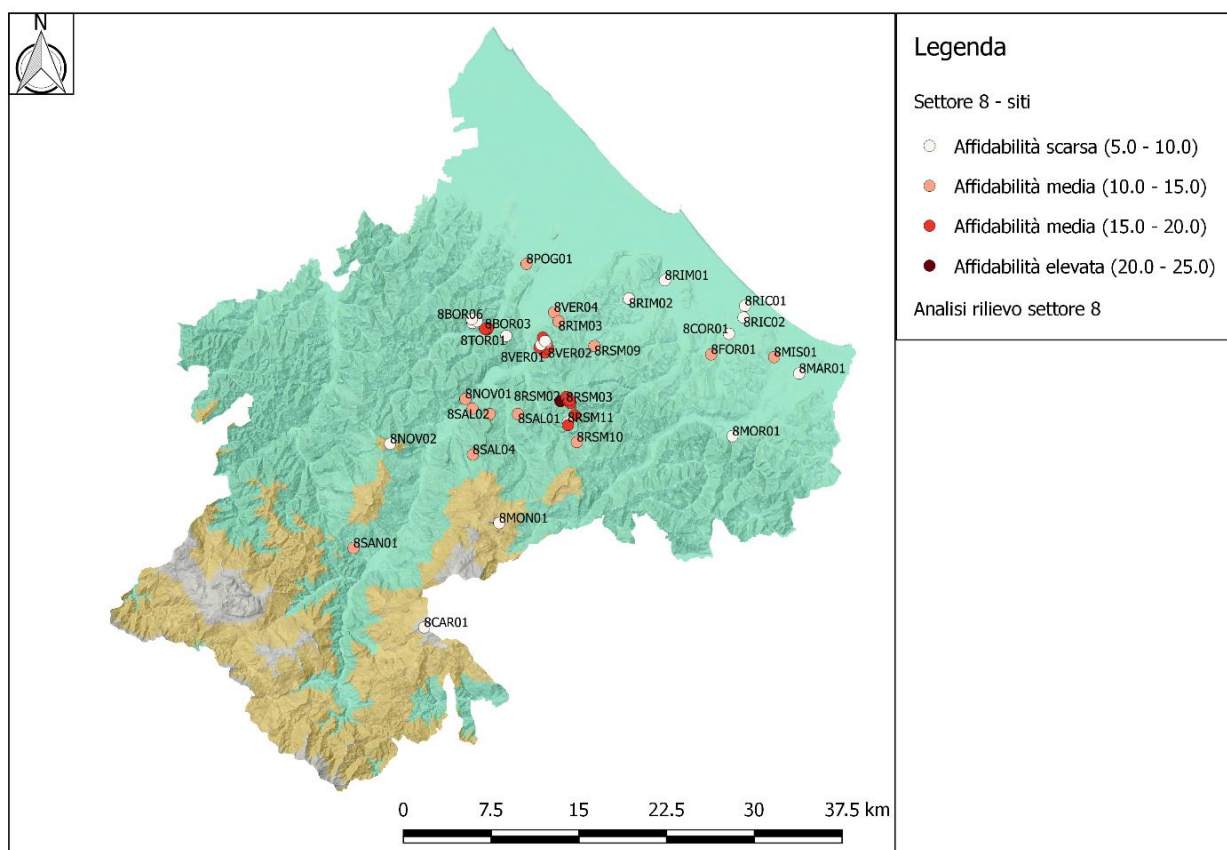 N
8POG01
8RIM01
8RIM02
8RIC01
8VER04
8BOR06
8BOR03
8RIM03
8RIC02
8COR01
8TOR01
8VER01
8VER02
8RSM09
8FOR01
8MIS01
8MAR01
8NOV01
8RSM02
8RSM03
8SAL02
8SAL01
8RSM11
8NOV02
8RSM10
8MOR01
8SAL04
8MON01
8SAN01
8CAR01
0 7.5 15 22.5 30 37.5 km
Legenda
Settore 8 - siti
Affidabilità scarsa (5.0 - 10.0)
Affidabilità media (10.0 - 15.0)
Affidabilità media (15.0 - 20.0)
Affidabilità elevata (20.0 - 25.0)
Analisi rilievo settore 8